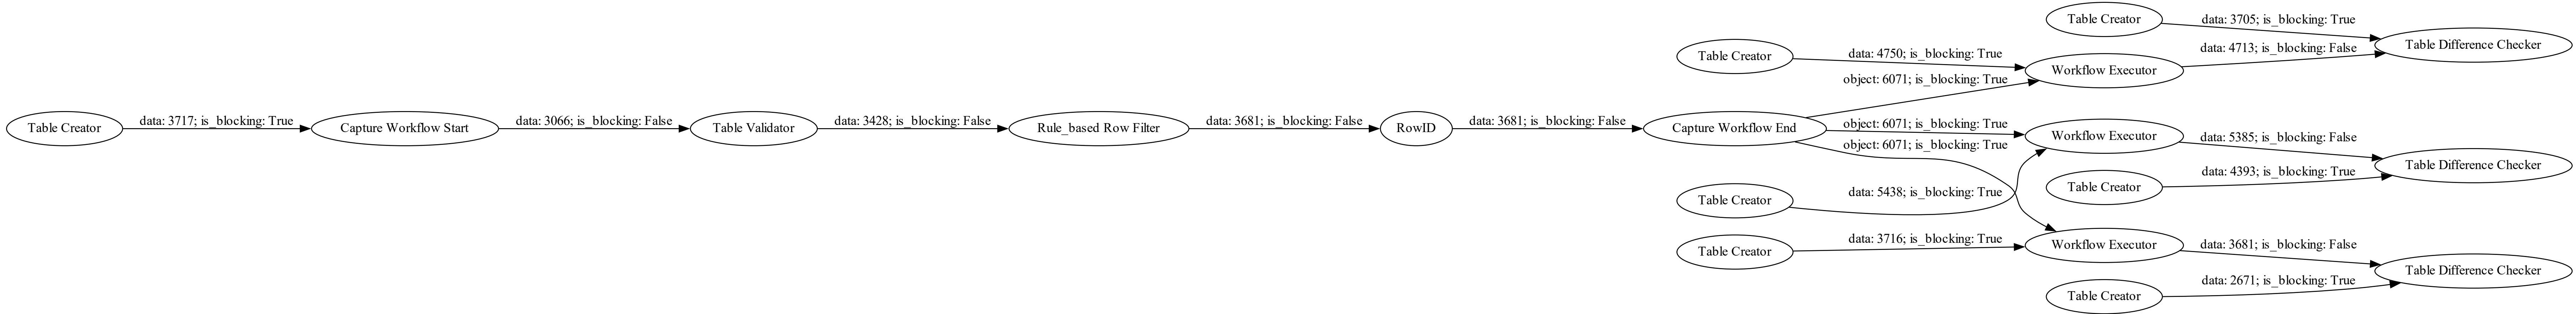 Table Creator
data: 3705; is_blocking: True
Table Difference Checker
Table Creator
data: 4750; is_blocking: True
data: 4713; is_blocking: False
Workflow Executor
object: 6071; is_blocking: True
Table Creator
data: 3717; is_blocking: True
Capture Workflow Start
data: 3066; is_blocking: False
Table Validator
data: 3428; is_blocking: False
Rule_based Row Filter
data: 3681; is_blocking: False
RowID
data: 3681; is_blocking: False
Capture Workflow End
object: 6071; is_blocking: True
object: 6071; is_blocking: True
Workflow Executor
data: 5385; is_blocking: False
Table Difference Checker
data: 4393; is_blocking: True
Table Creator
Table Creator
data: 5438; is_blocking: True
Table Creator
data: 3716; is_blocking: True
Workflow Executor
data: 3681; is_blocking: False
Table Difference Checker
data: 2671; is_blocking: True
Table Creator